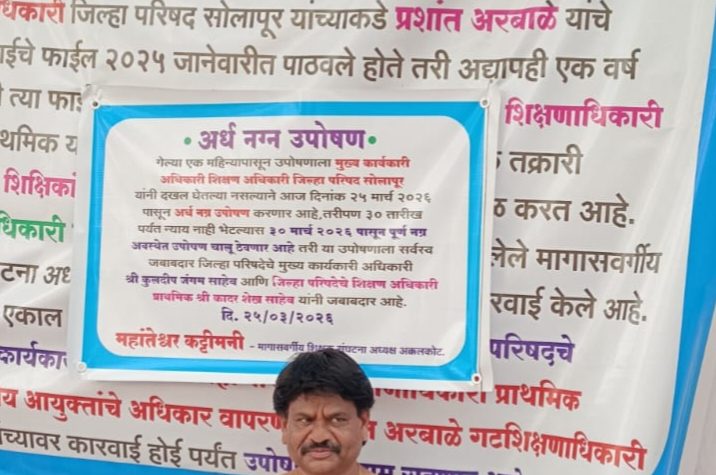 धिकारी जिल्हा परिषद सोलापूर यांच्याकडे प्रशांत अरबाळे यांचे
ाईचे फाईल २०२५ जानेवारीत पाठवले होते तरी अद्यापही एक वर्ष
त्या
शिक्षणाधिकारी
तक्रारी
शिक्षिकां
करत आहे.
धिकारी
लेले मागासवर्गीय
एकाल
रवाई केले आहे.
परिषदचे
• अर्ध नग्न उपोषण •
गेल्या एक महिन्यापासून उपोषणाला मुख्य कार्यकारी
अधिकारी शिक्षण अधिकारी जिल्हा परिषद सोलापूर
यांनी दखल घेतल्या नसल्याने आज दिनांक २५ मार्च २०२६
पासून अर्ध नग्न उपोषण करणार आहे,तरीपण ३० तारीख
पर्यंत न्याय नाही भेटल्यास ३० मार्च २०२६ पासून पूर्ण नग्न
अवस्थेत उपोषण चालू ठेवणार आहे तरी या उपोषणाला सर्वस्व
जबाबदार जिल्हा परिषदेचे मुख्य कार्यकारी अधिकारी
श्री कुलदीप जंगम साहेब आणि जिल्हा परिषदेचे शिक्षण अधिकारी
प्राथमिक श्री कादर शेख साहेब यांनी जबाबदार आहे.
दि. २५/०३/२०२६
महांतेश्वर कट्टीमनी - मागासवर्गीय शिक्षक संघटना अध्यक्ष अक्कलकोट.
प्राथमिक
य आयुक्तांचे अधिकार वापरण अरबाळे गटशिक्षणाधिकारी
च्यावर कारवाई होई पर्यंत